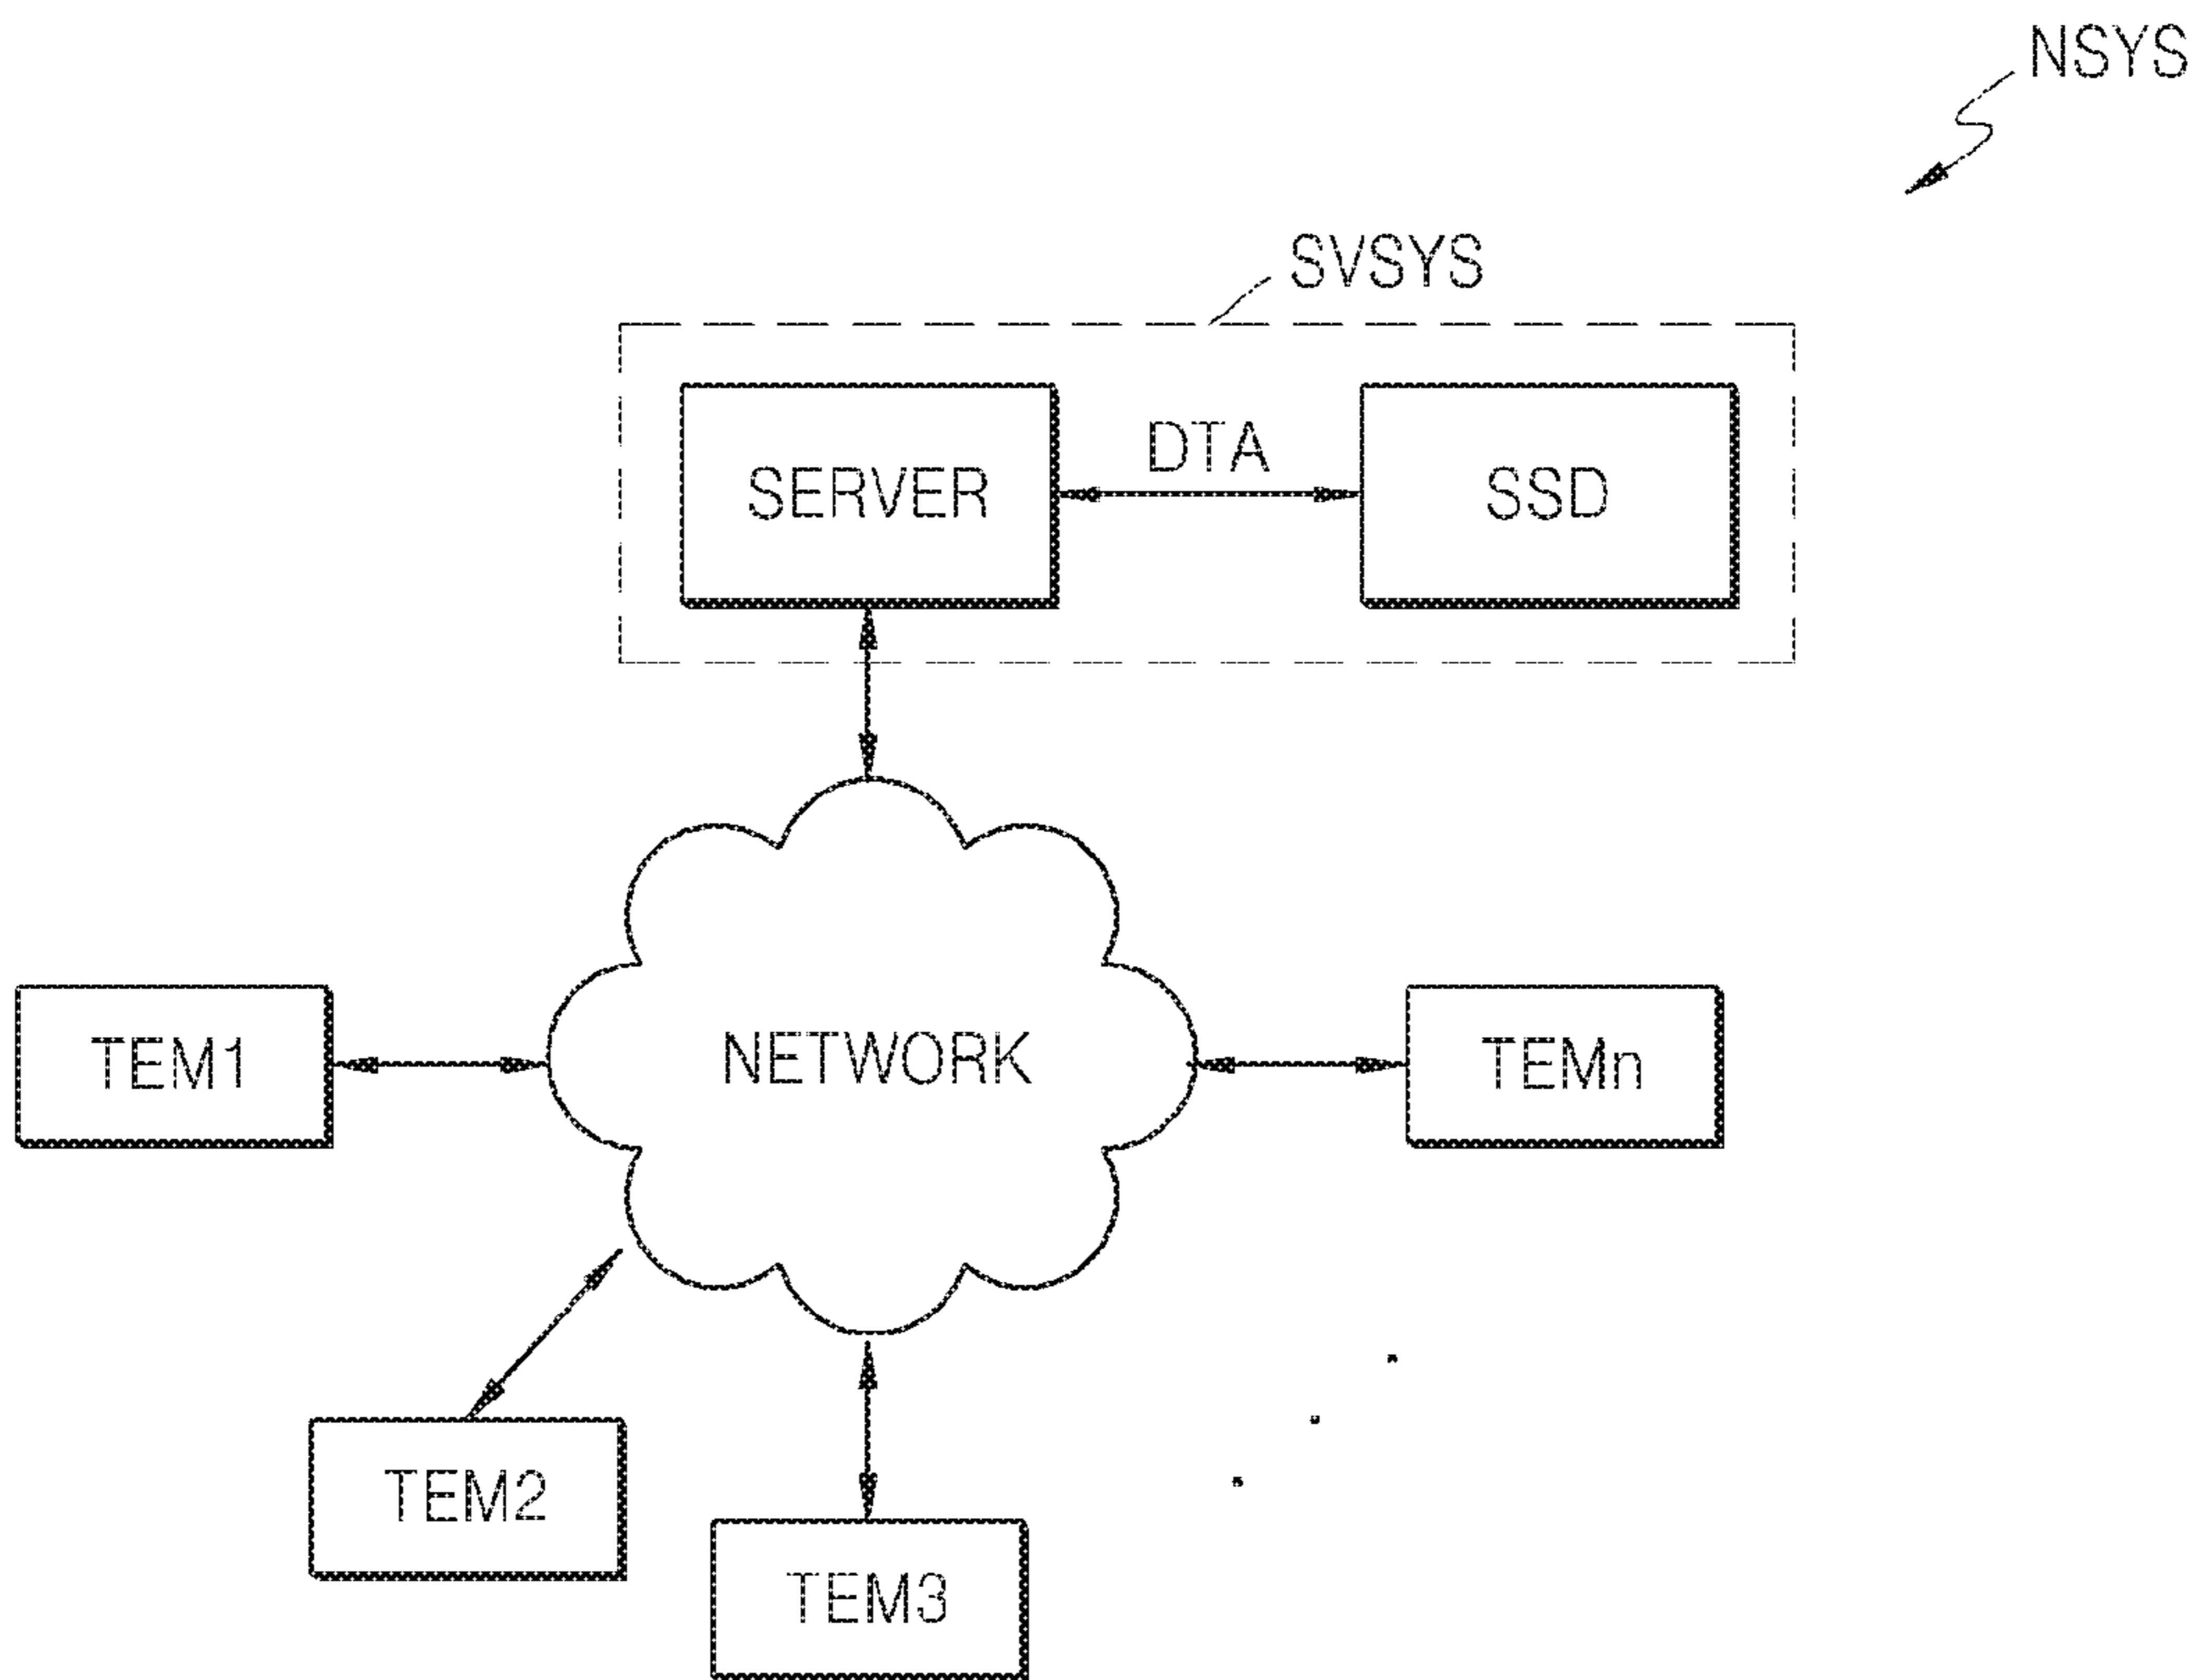 NSYS
SVSYS
SERVER
DTA
SSD
NETWORK
TEM1
TEMn
TEM2
TEM3